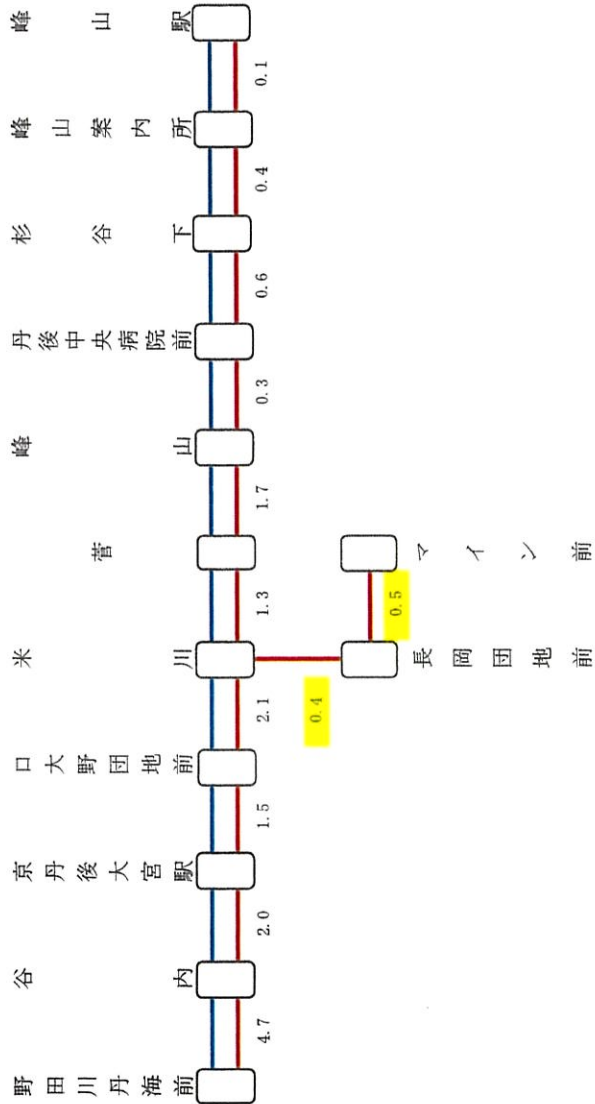 峰山駅
0.1
峰山案内所
0.4
杉谷下
0.6
丹後中央病院前
0.3
峰山
1.7
菅
1.3
米川
2.1
口大野団地前
1.5
京丹後大宮駅
2.0
谷内
4.7
野田川丹海前
マイン前
0.5
長岡団地前
0.4